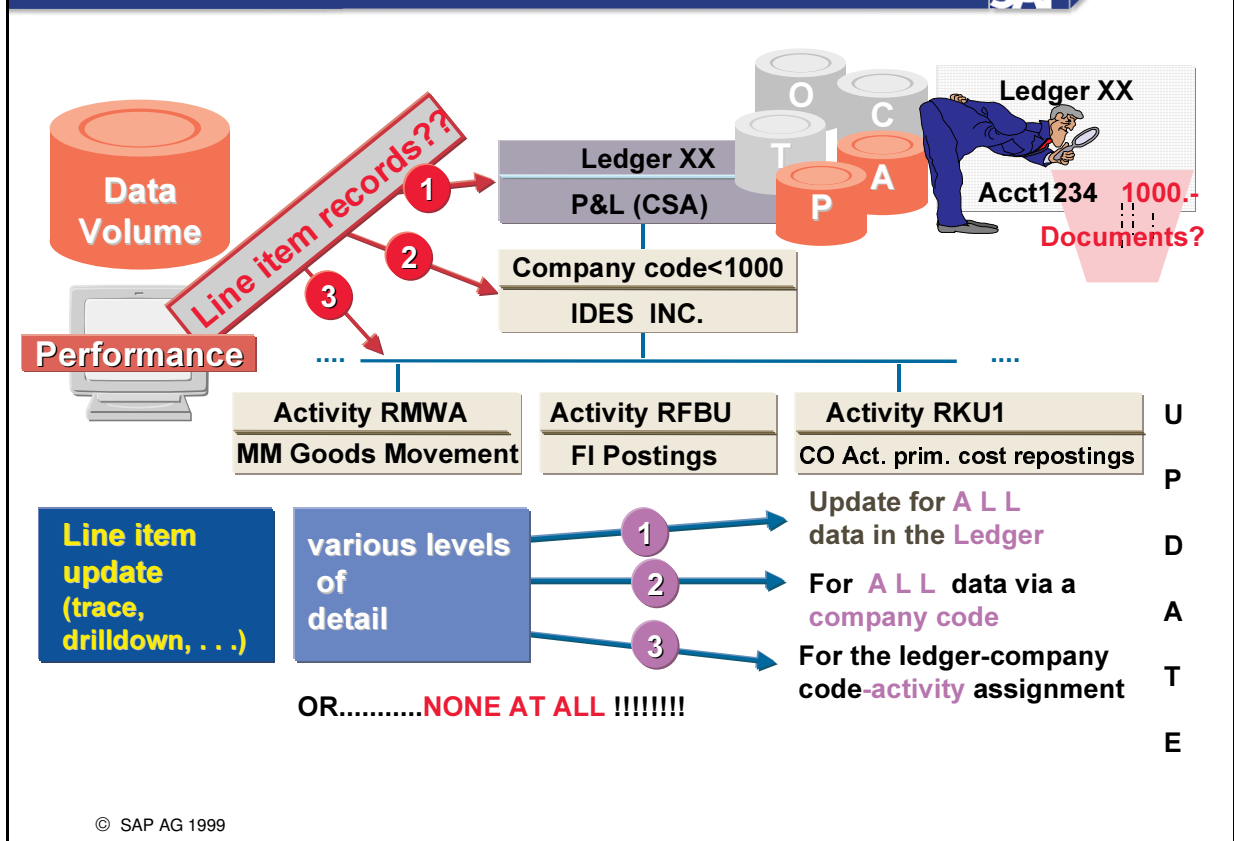 SAP
Data
Volume
Performance
Line item records??
1
2
3
Ledger XX
P&L (CSA)
O
C
T
A
P
Ledger XX
Acct1234 1000.-
Documents?
Company code<1000
IDES INC.
....
....
Activity RMWA
MM Goods Movement
Activity RFBU
FI Postings
Activity RKU1
CO Act. prim. cost repostings
Line item
update
(trace,
drilldown, . . .)
various levels
of
detail
1
Update for A L L
data in the Ledger
2
For A L L data via a
company code
3
For the ledger-company
code-activity assignment
OR...........NONE AT ALL !!!!!!!!
U
P
D
A
T
E
© SAP AG 1999